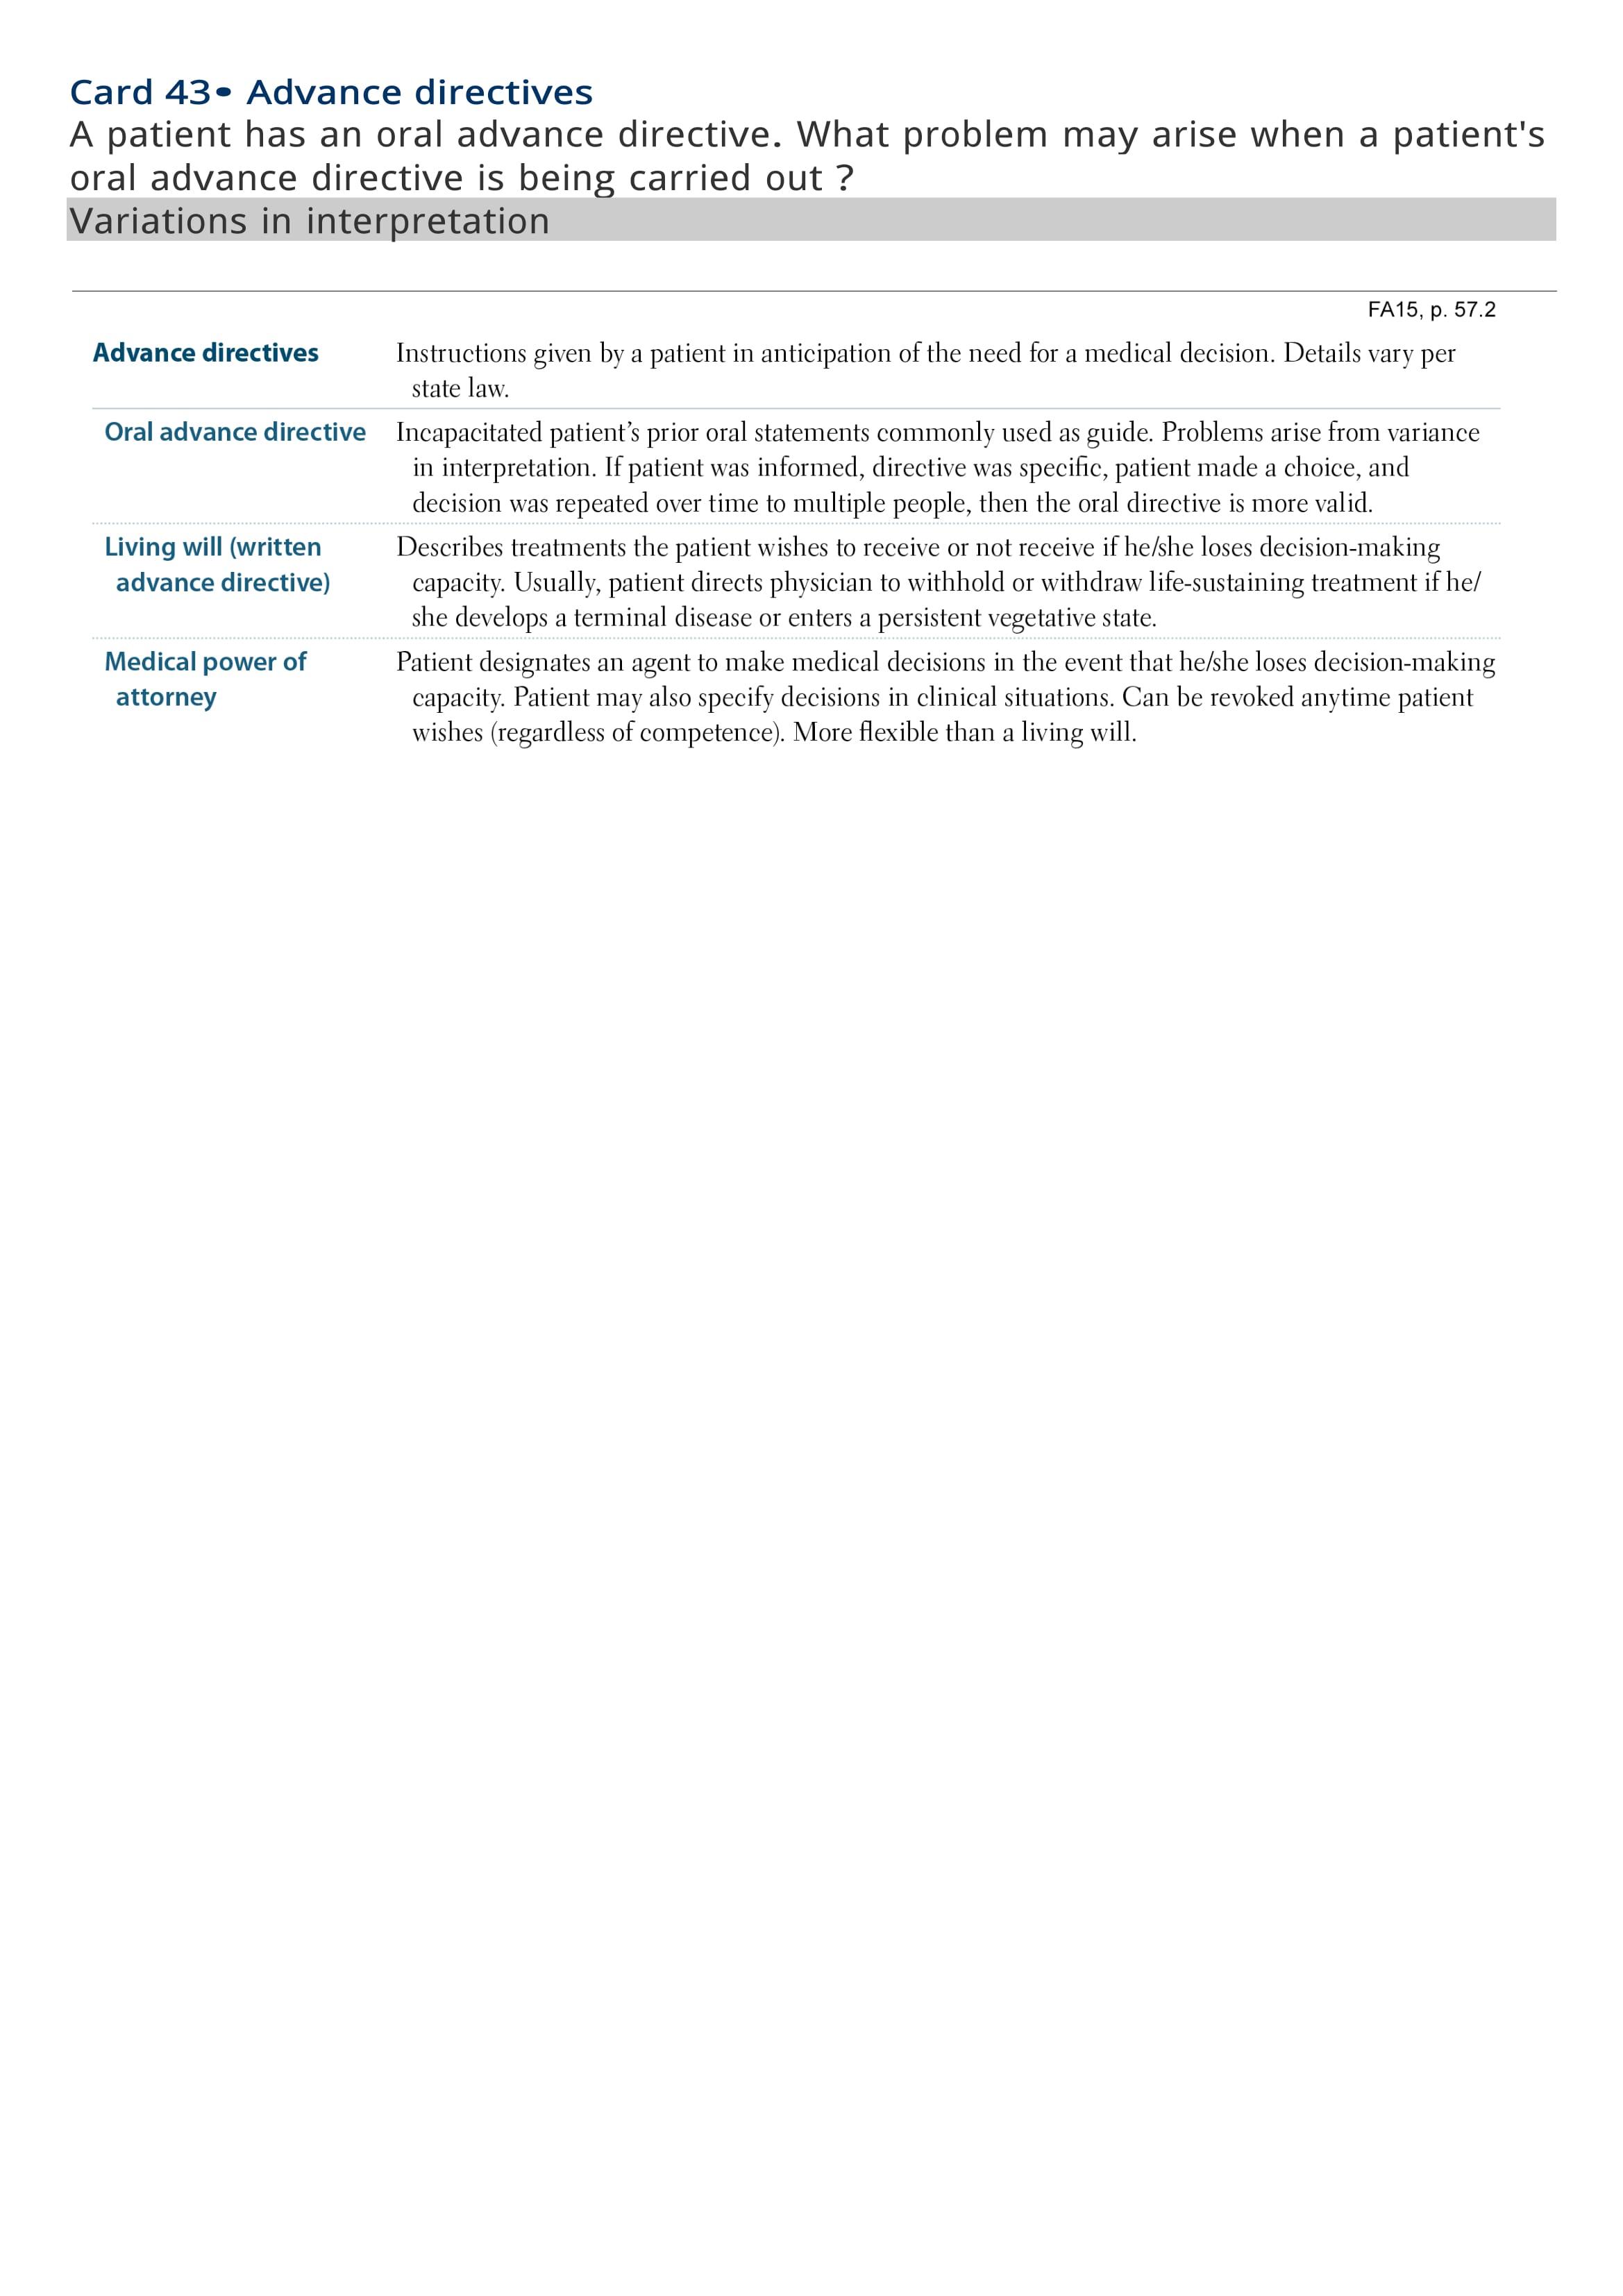 Card 43• Advance directives
A patient has an oral advance directive. What problem may arise when a patient's
oral advance directive is being carried out ?
Variations in interpretation
FA15, p. 57.2
Advance directives Instructions given by a patient in anticipation of the need for a medical decision. Details vary per
state law.
Oral advance directive Incapacitated patient’s prior oral statements commonly used as guide. Problems arise from variance
in interpretation. If patient was informed, directive was specific, patient made a choice, and
decision was repeated over time to multiple people, then the oral directive is more valid.
Living will (written Describes treatments the patient wishes to receive or not receive if he/she loses decision-making
advance directive) capacity. Usually, patient directs physician to withhold or withdraw life-sustaining treatment if he/
she develops a terminal disease or enters a persistent vegetative state.
Medical power of Patient designates an agent to make medical decisions in the event that he/she loses decision-making
attorney capacity. Patient may also specify decisions in clinical situations. Can be revoked anytime patient
wishes (regardless of competence). More flexible than a living will.